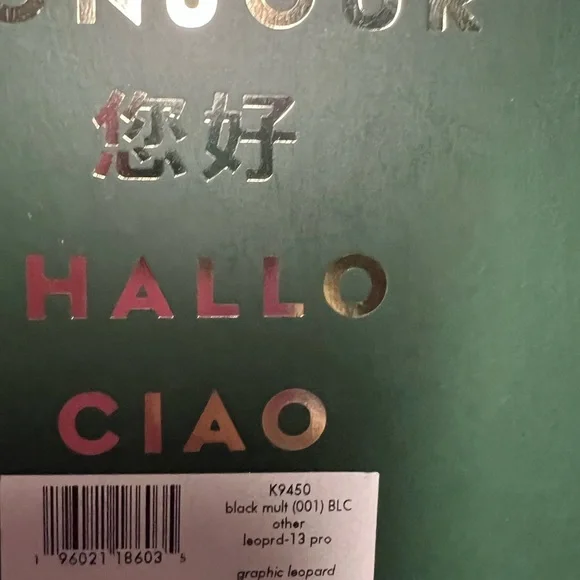 BONJOUR
您好
HALLO
CIAO
K9450
black mult (001) BLC
other
leoprd-13 pro
graphic leopard
1 96021 18603 5